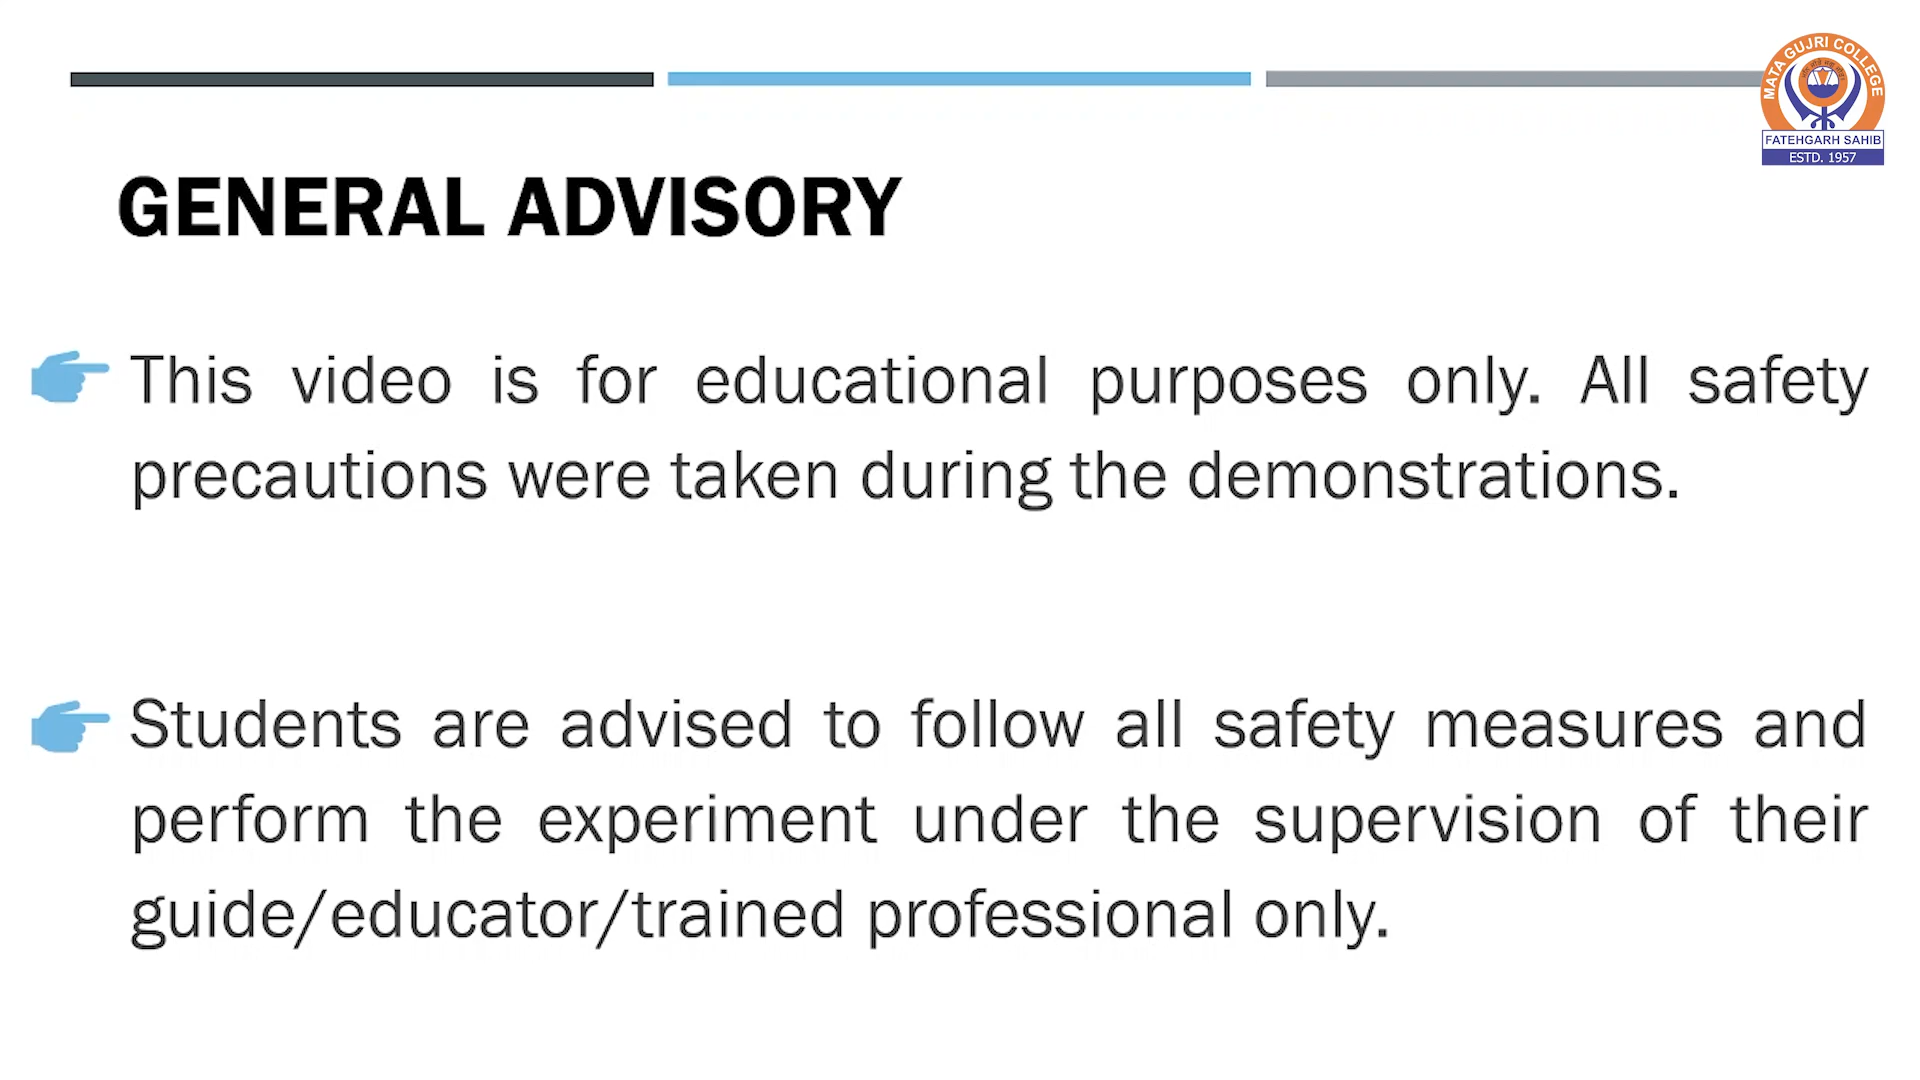 MATA GUJRI COLLEGE
FATEHGARH SAHIB
ESTD. 1957
GENERAL ADVISORY
This video is for educational purposes only. All safety
precautions were taken during the demonstrations.
Students are advised to follow all safety measures and
perform the experiment under the supervision of their
guide/educator/trained professional only.